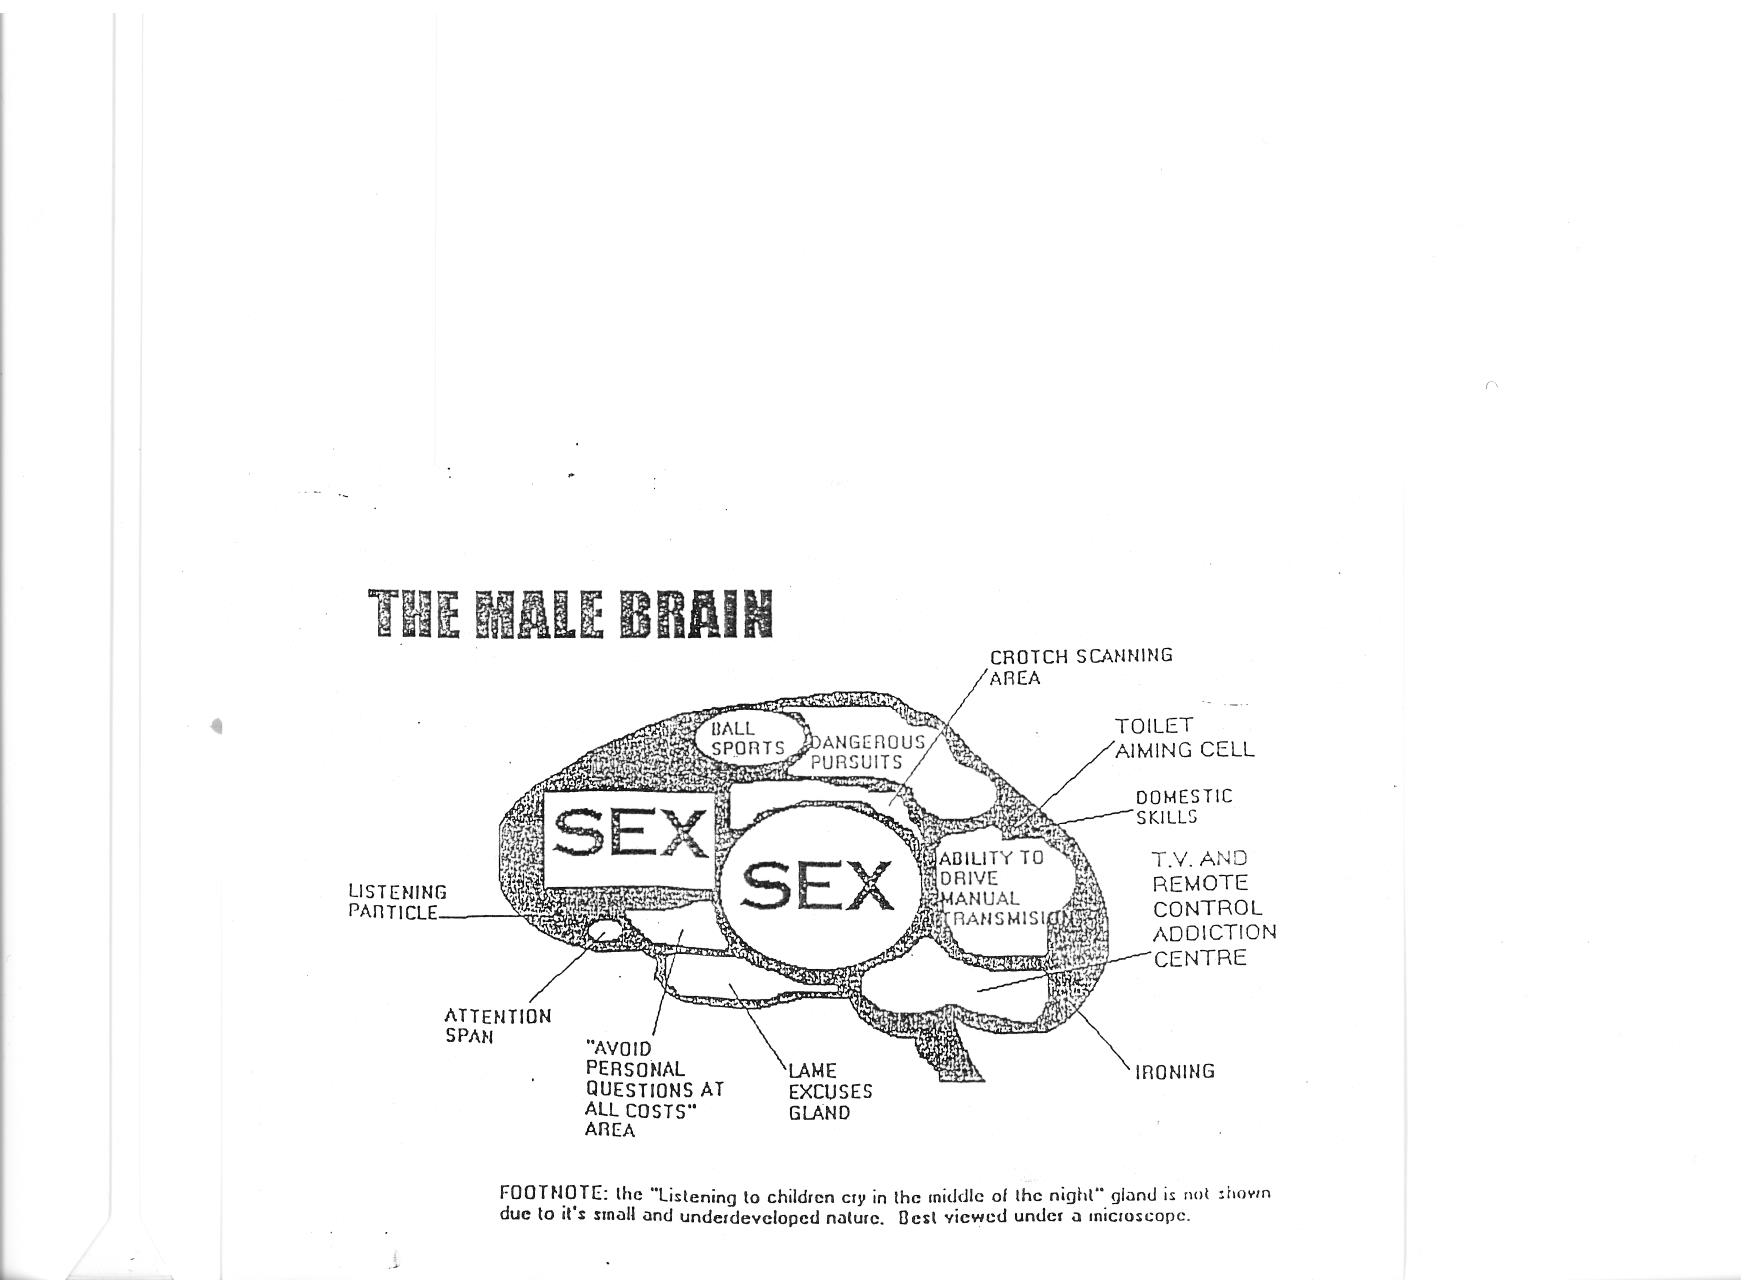 THE MALE BRAIN
CROTCH SCANNING
AREA
BALL
SPORTS
DANGEROUS
PURSUITS
TOILET
AIMING CELL
DOMESTIC
SKILLS
SEX
SEX
ABILITY TO
DRIVE
MANUAL
TRANSMISION
T.V. AND
REMOTE
CONTROL
ADDICTION
CENTRE
LISTENING
PARTICLE
ATTENTION
SPAN
"AVOID
PERSONAL
QUESTIONS AT
ALL COSTS"
AREA
LAME
EXCUSES
GLAND
IRONING
FOOTNOTE: the "Listening to children cry in the middle of the night" gland is not shown
due to it's small and underdeveloped nature. Best viewed under a microscope.